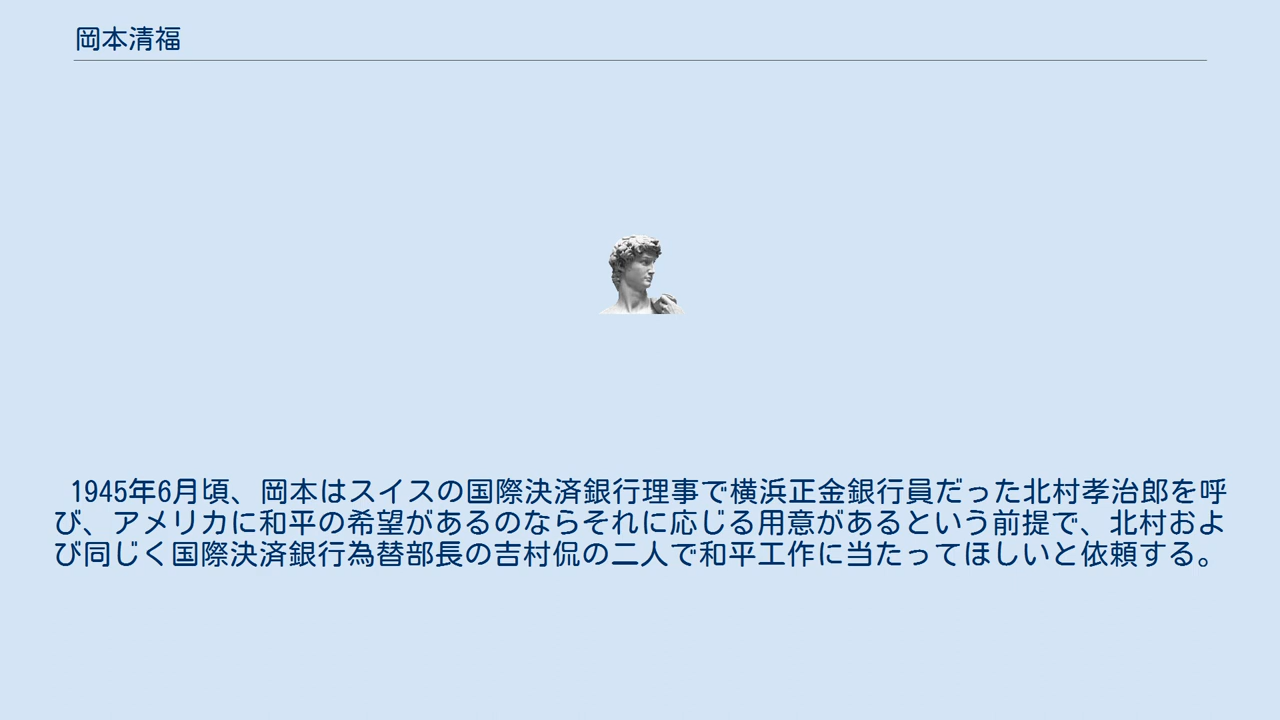 岡本清福
1945年6月頃、岡本はスイスの国際決済銀行理事で横浜正金銀行員だった北村孝治郎を呼
び、アメリカに和平の希望があるのならそれに応じる用意があるという前提で、北村およ
び同じく国際決済銀行為替部長の吉村侃の二人で和平工作に当たってほしいと依頼する。